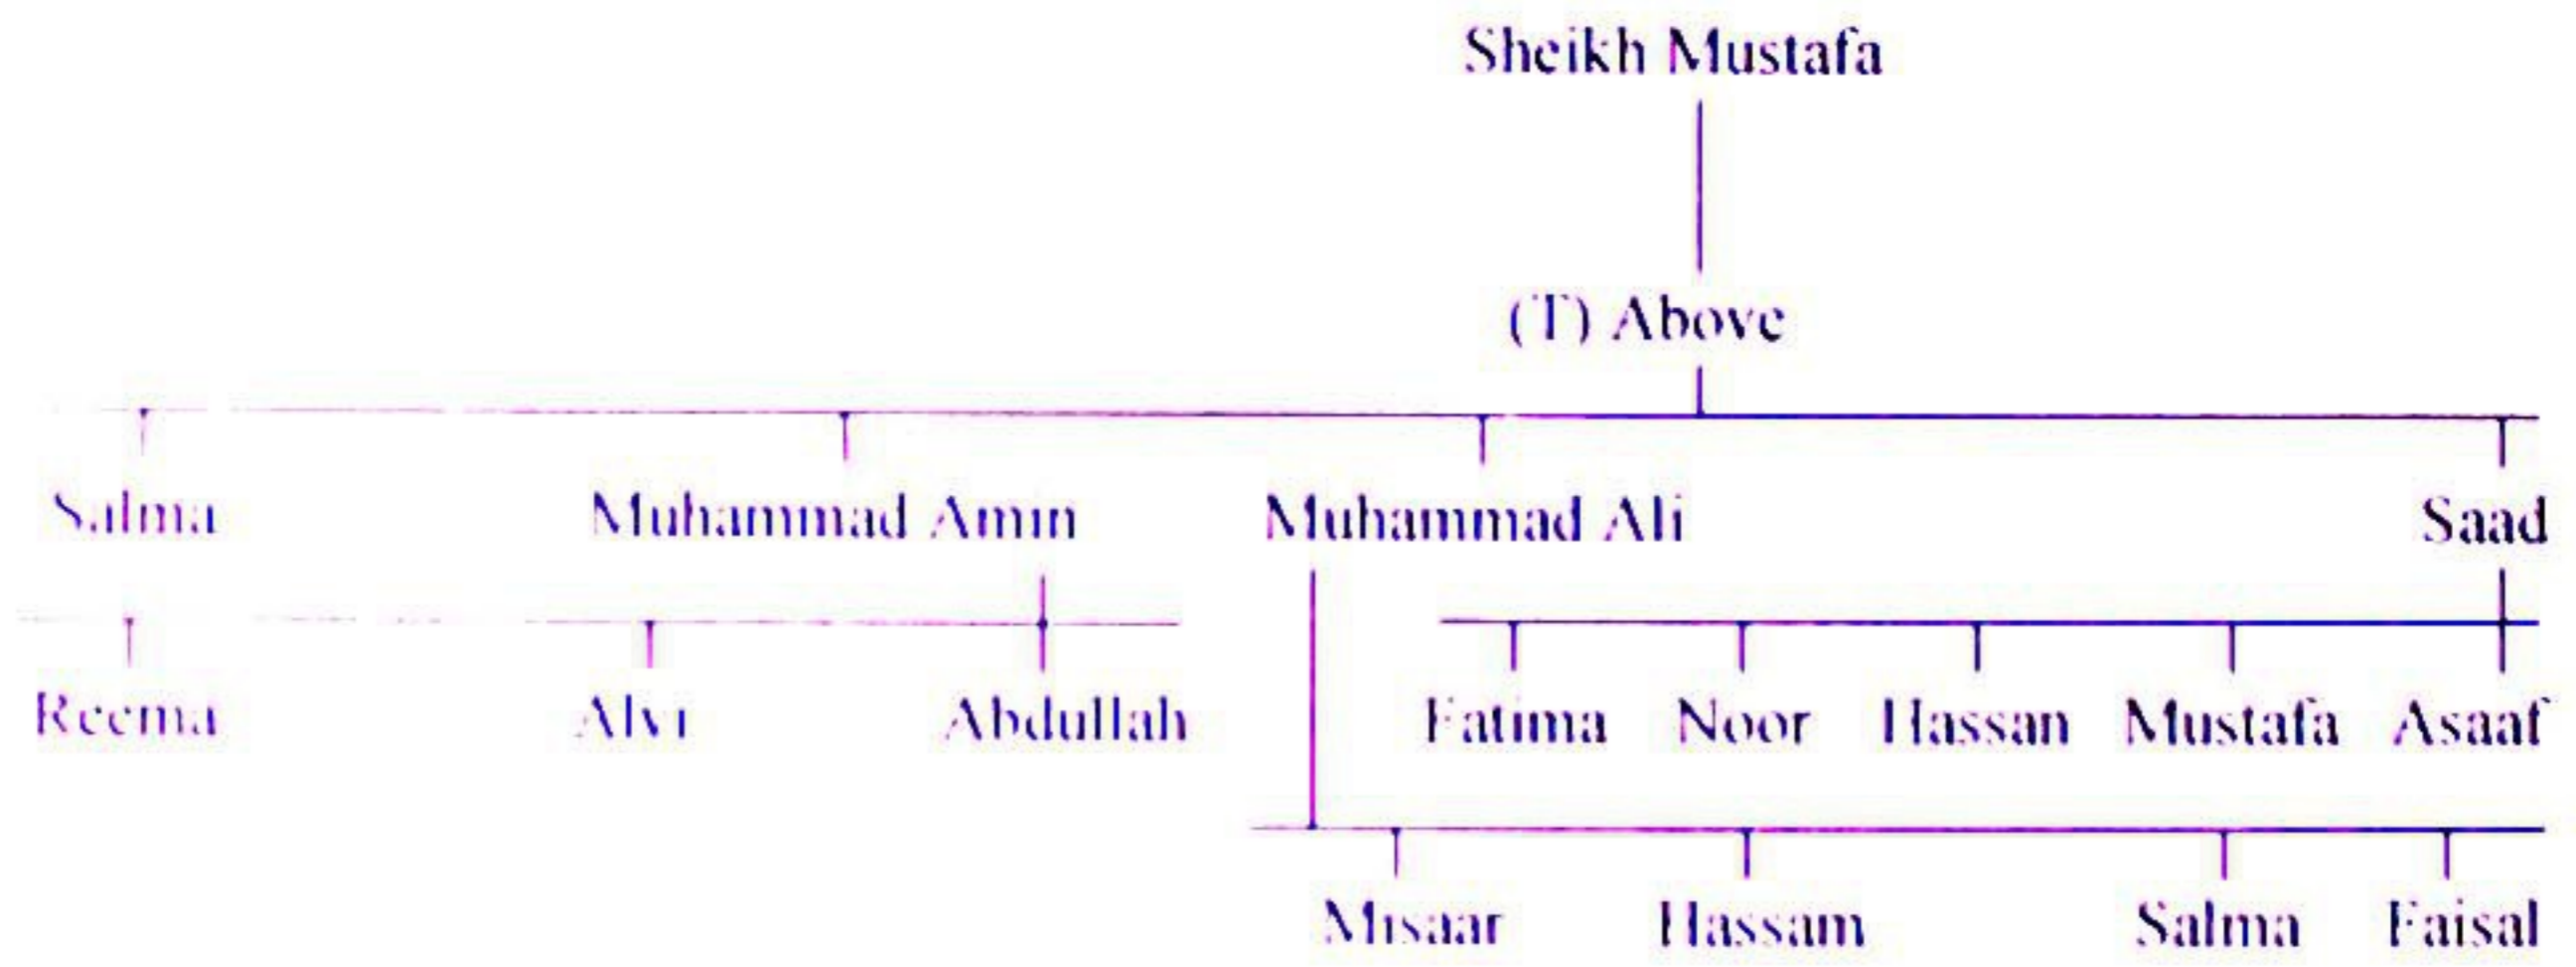 Sheikh Mustafa
(T) Above
Salma Muhammad Amin Muhammad Ali Saad
Reema Alvi Abdullah Fatima Noor Hassan Mustafa Asaaf
Misaar Hassam Salma Faisal